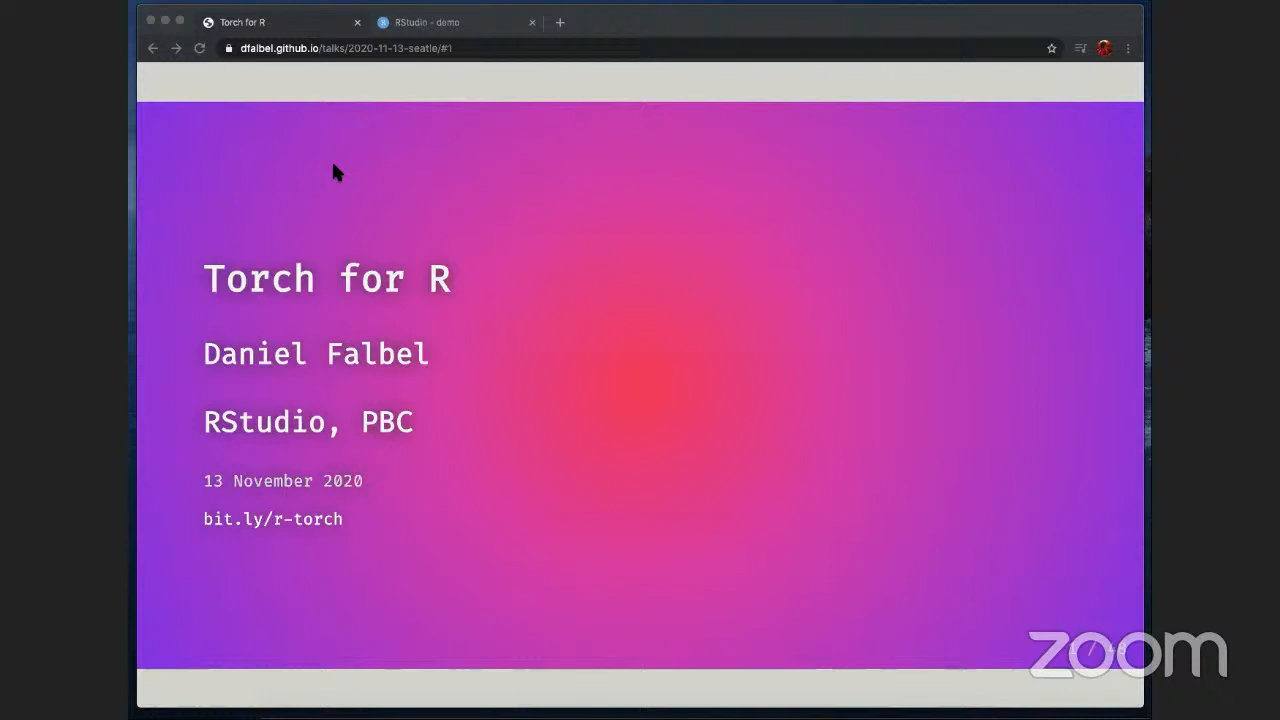 Torch for R
RStudio - demo
dfalbel.github.io/talks/2020-11-13-seatle/#1
Torch for R
Daniel Falbel
RStudio, PBC
13 November 2020
bit.ly/r-torch
zoom